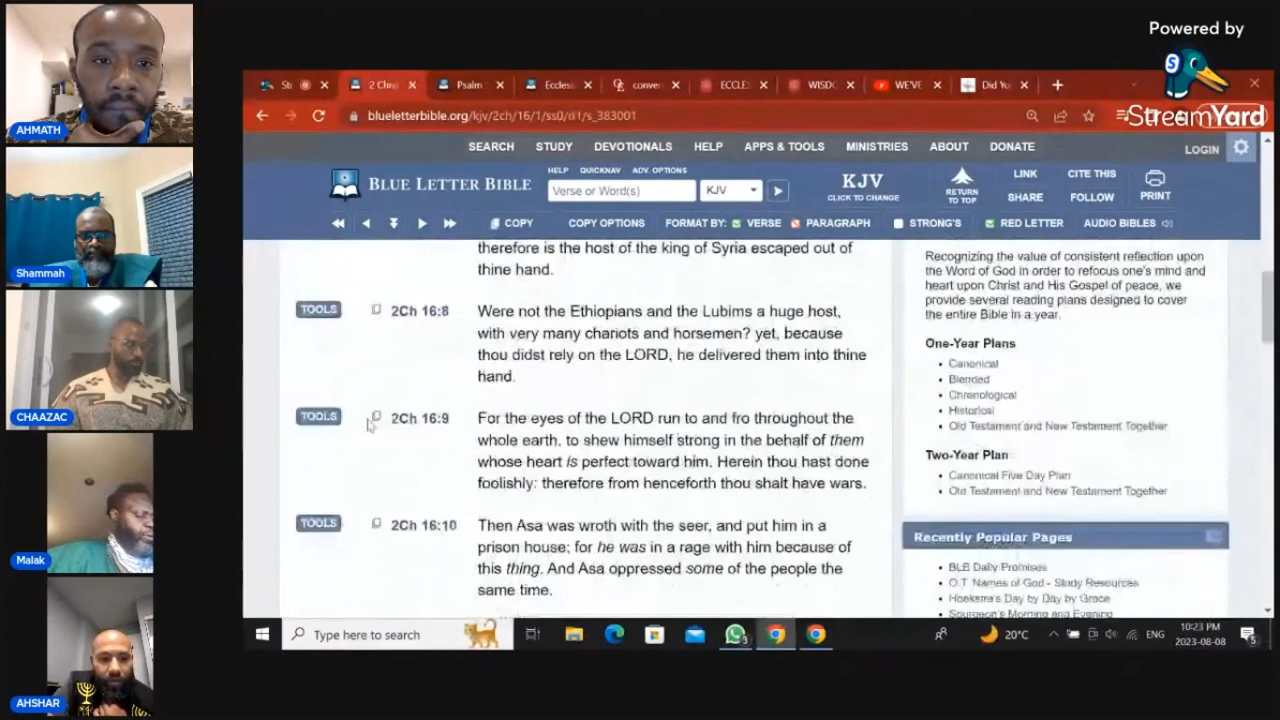 AHMATH
Shammah
CHAAZAC
Malak
AHSHAR
Powered by
StreamYard
2 Chr
Psalm
Ecclesi
conver
ECCLES
WISDO
WE'VE
Did Yo
blueletterbible.org/kjv/2ch/16/1/ss0/d1/s_383001
SEARCH STUDY DEVOTIONALS HELP APPS & TOOLS MINISTRIES ABOUT DONATE LOGIN
BLUE LETTER BIBLE
HELP QUICKNAV ADV. OPTIONS
Verse or Word(s) KJV
KJV
CLICK TO CHANGE
RETURN
TO TOP
LINK CITE THIS
SHARE FOLLOW
PRINT
COPY COPY OPTIONS FORMAT BY: VERSE PARAGRAPH STRONG'S RED LETTER AUDIO BIBLES
therefore is the host of the king of Syria escaped out of
thine hand.
TOOLS 2Ch 16:8 Were not the Ethiopians and the Lubims a huge host,
with very many chariots and horsemen? yet, because
thou didst rely on the LORD, he delivered them into thine
hand.
TOOLS 2Ch 16:9 For the eyes of the LORD run to and fro throughout the
whole earth, to shew himself strong in the behalf of them
whose heart is perfect toward him. Herein thou hast done
foolishly: therefore from henceforth thou shalt have wars.
TOOLS 2Ch 16:10 Then Asa was wroth with the seer, and put him in a
prison house; for he was in a rage with him because of
this thing. And Asa oppressed some of the people the
same time.
Recognizing the value of consistent reflection upon
the Word of God in order to refocus one's mind and
heart upon Christ and His Gospel of peace, we
provide several reading plans designed to cover
the entire Bible in a year.
One-Year Plans
Canonical
Blended
Chronological
Historical
Old Testament and New Testament Together
Two-Year Plan
Canonical Five Day Plan
Old Testament and New Testament Together
Recently Popular Pages
BLB Daily Promises
O.T. Names of God - Study Resources
Hoekstra's Day by Day by Grace
Spurgeon's Morning and Evening
Type here to search
20°C
ENG
10:23 PM
2023-08-08